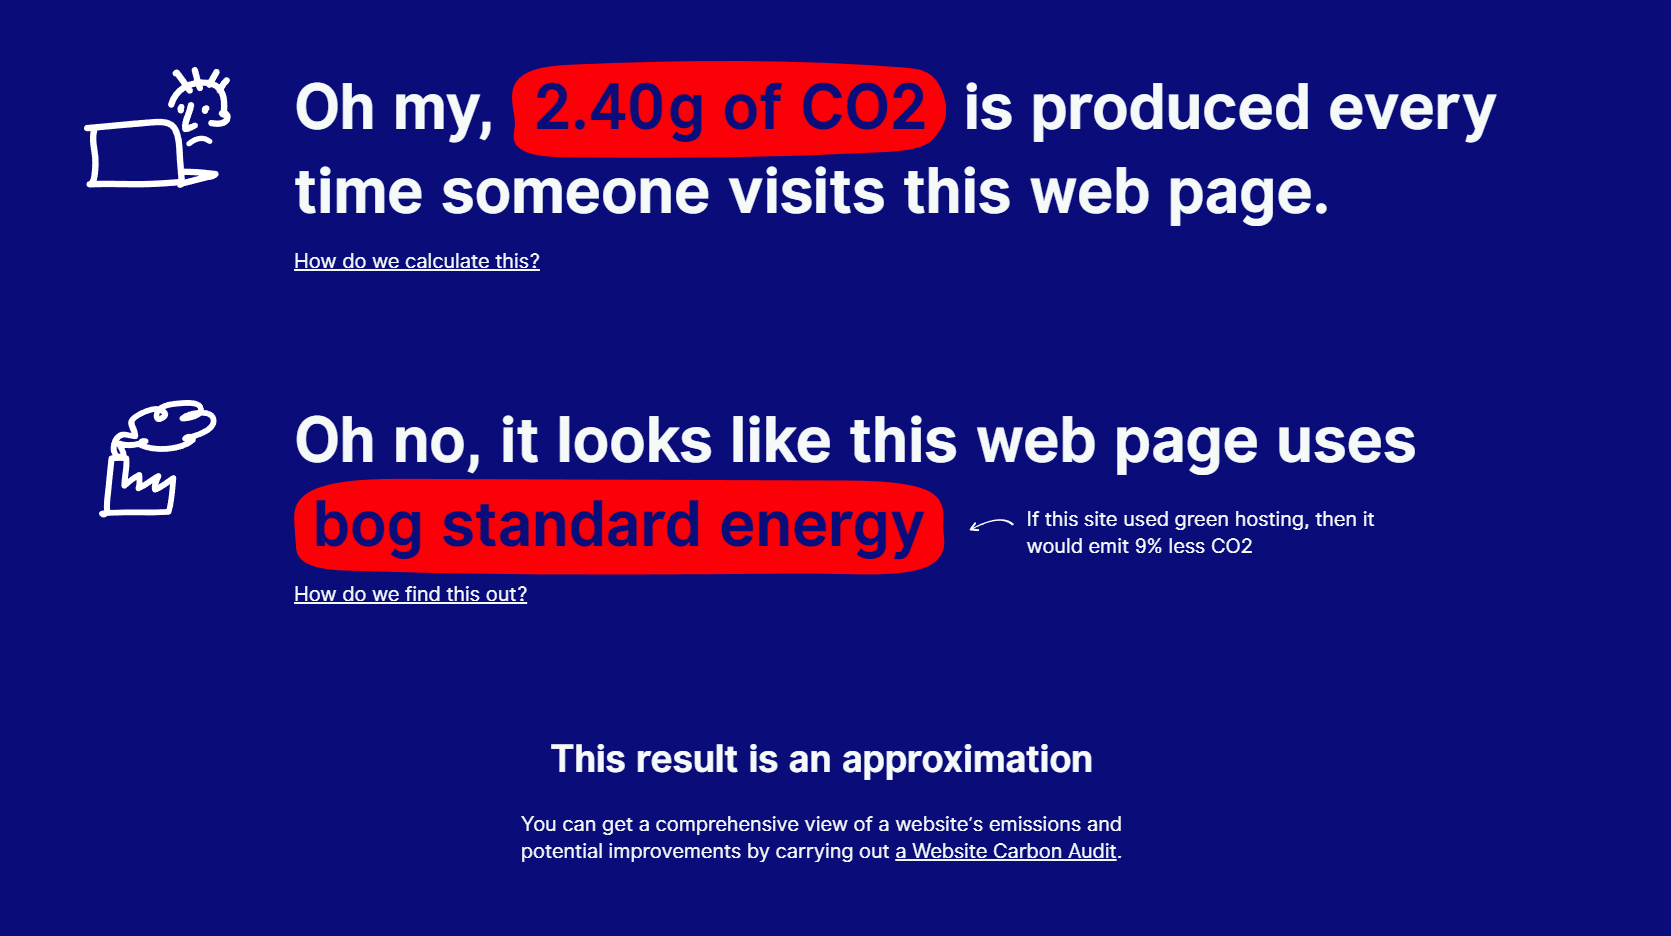 Oh my, 2.40g of CO2 is produced every
time someone visits this web page.
How do we calculate this?
Oh no, it looks like this web page uses
bog standard energy
If this site used green hosting, then it
would emit 9% less CO2
How do we find this out?
This result is an approximation
You can get a comprehensive view of a website's emissions and
potential improvements by carrying out a Website Carbon Audit.